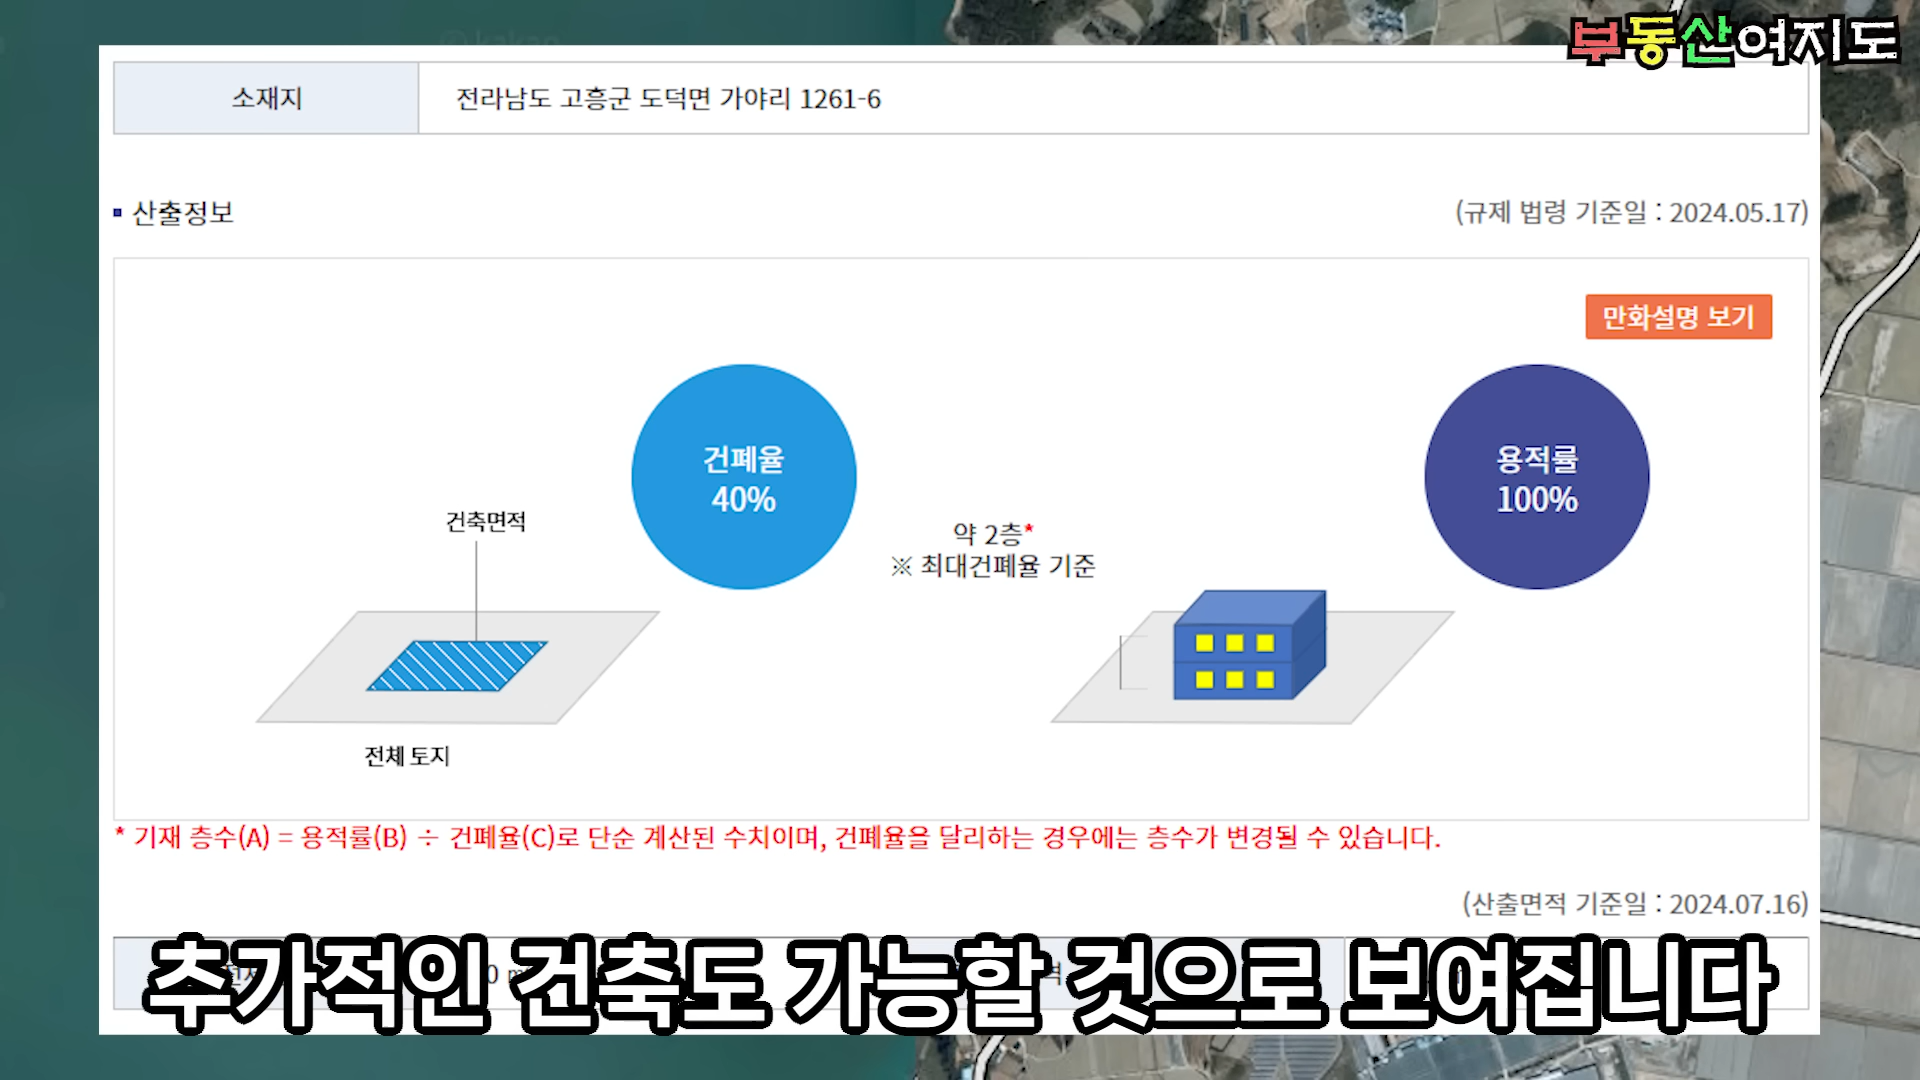 부동산여지도
소재지
전라남도 고흥군 도덕면 가야리 1261-6
산출정보
(규제 법령 기준일 : 2024.05.17)
만화설명 보기
건폐율
40%
용적률
100%
건축면적
약 2층*
※ 최대건폐율 기준
전체 토지
* 기재 층수(A) = 용적률(B) ÷ 건폐율(C)로 단순 계산된 수치이며, 건폐율을 달리하는 경우에는 층수가 변경될 수 있습니다.
(산출면적 기준일 : 2024.07.16)
추가적인 건축도 가능할 것으로 보여집니다